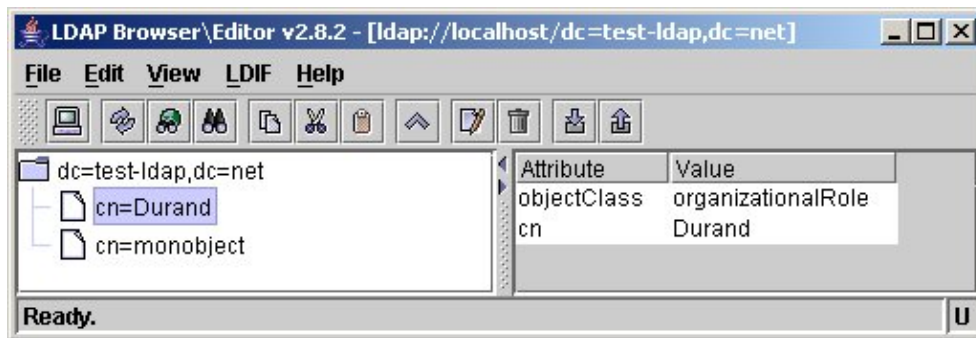 LDAP Browser\Editor v2.8.2 - [ldap://localhost/dc=test-ldap,dc=net]
File Edit View LDIF Help
dc=test-ldap,dc=net
cn=Durand
cn=monobject
Attribute Value
objectClass organizationalRole
cn Durand
Ready. U